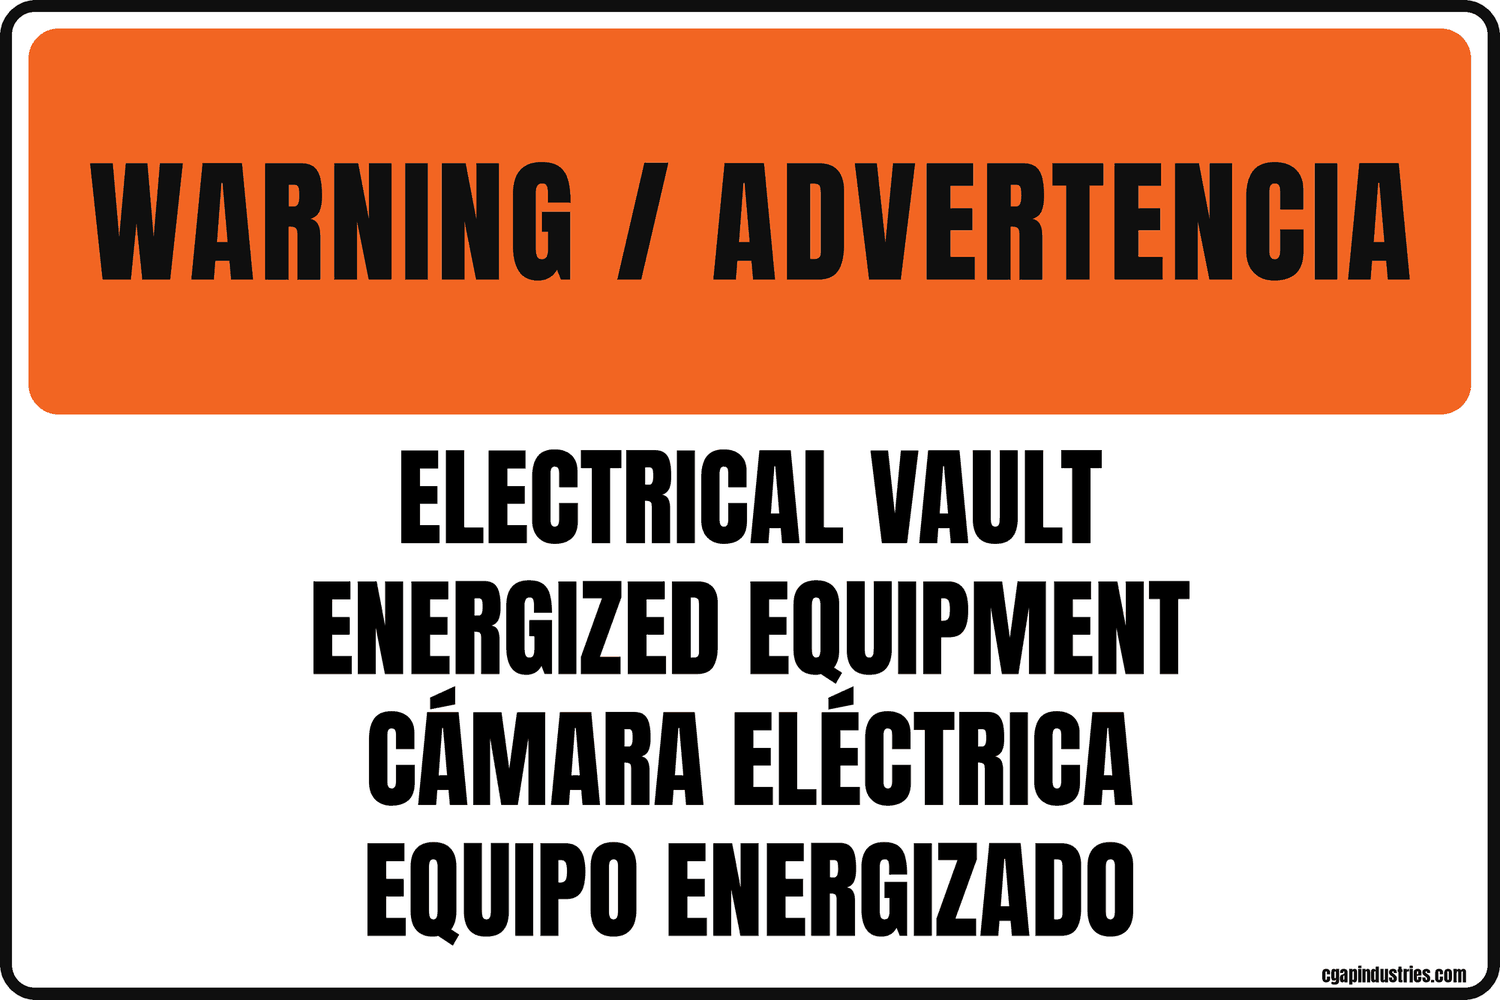 WARNING / ADVERTENCIA
ELECTRICAL VAULT
ENERGIZED EQUIPMENT
CÁMARA ELÉCTRICA
EQUIPO ENERGIZADO
cgapindustries.com